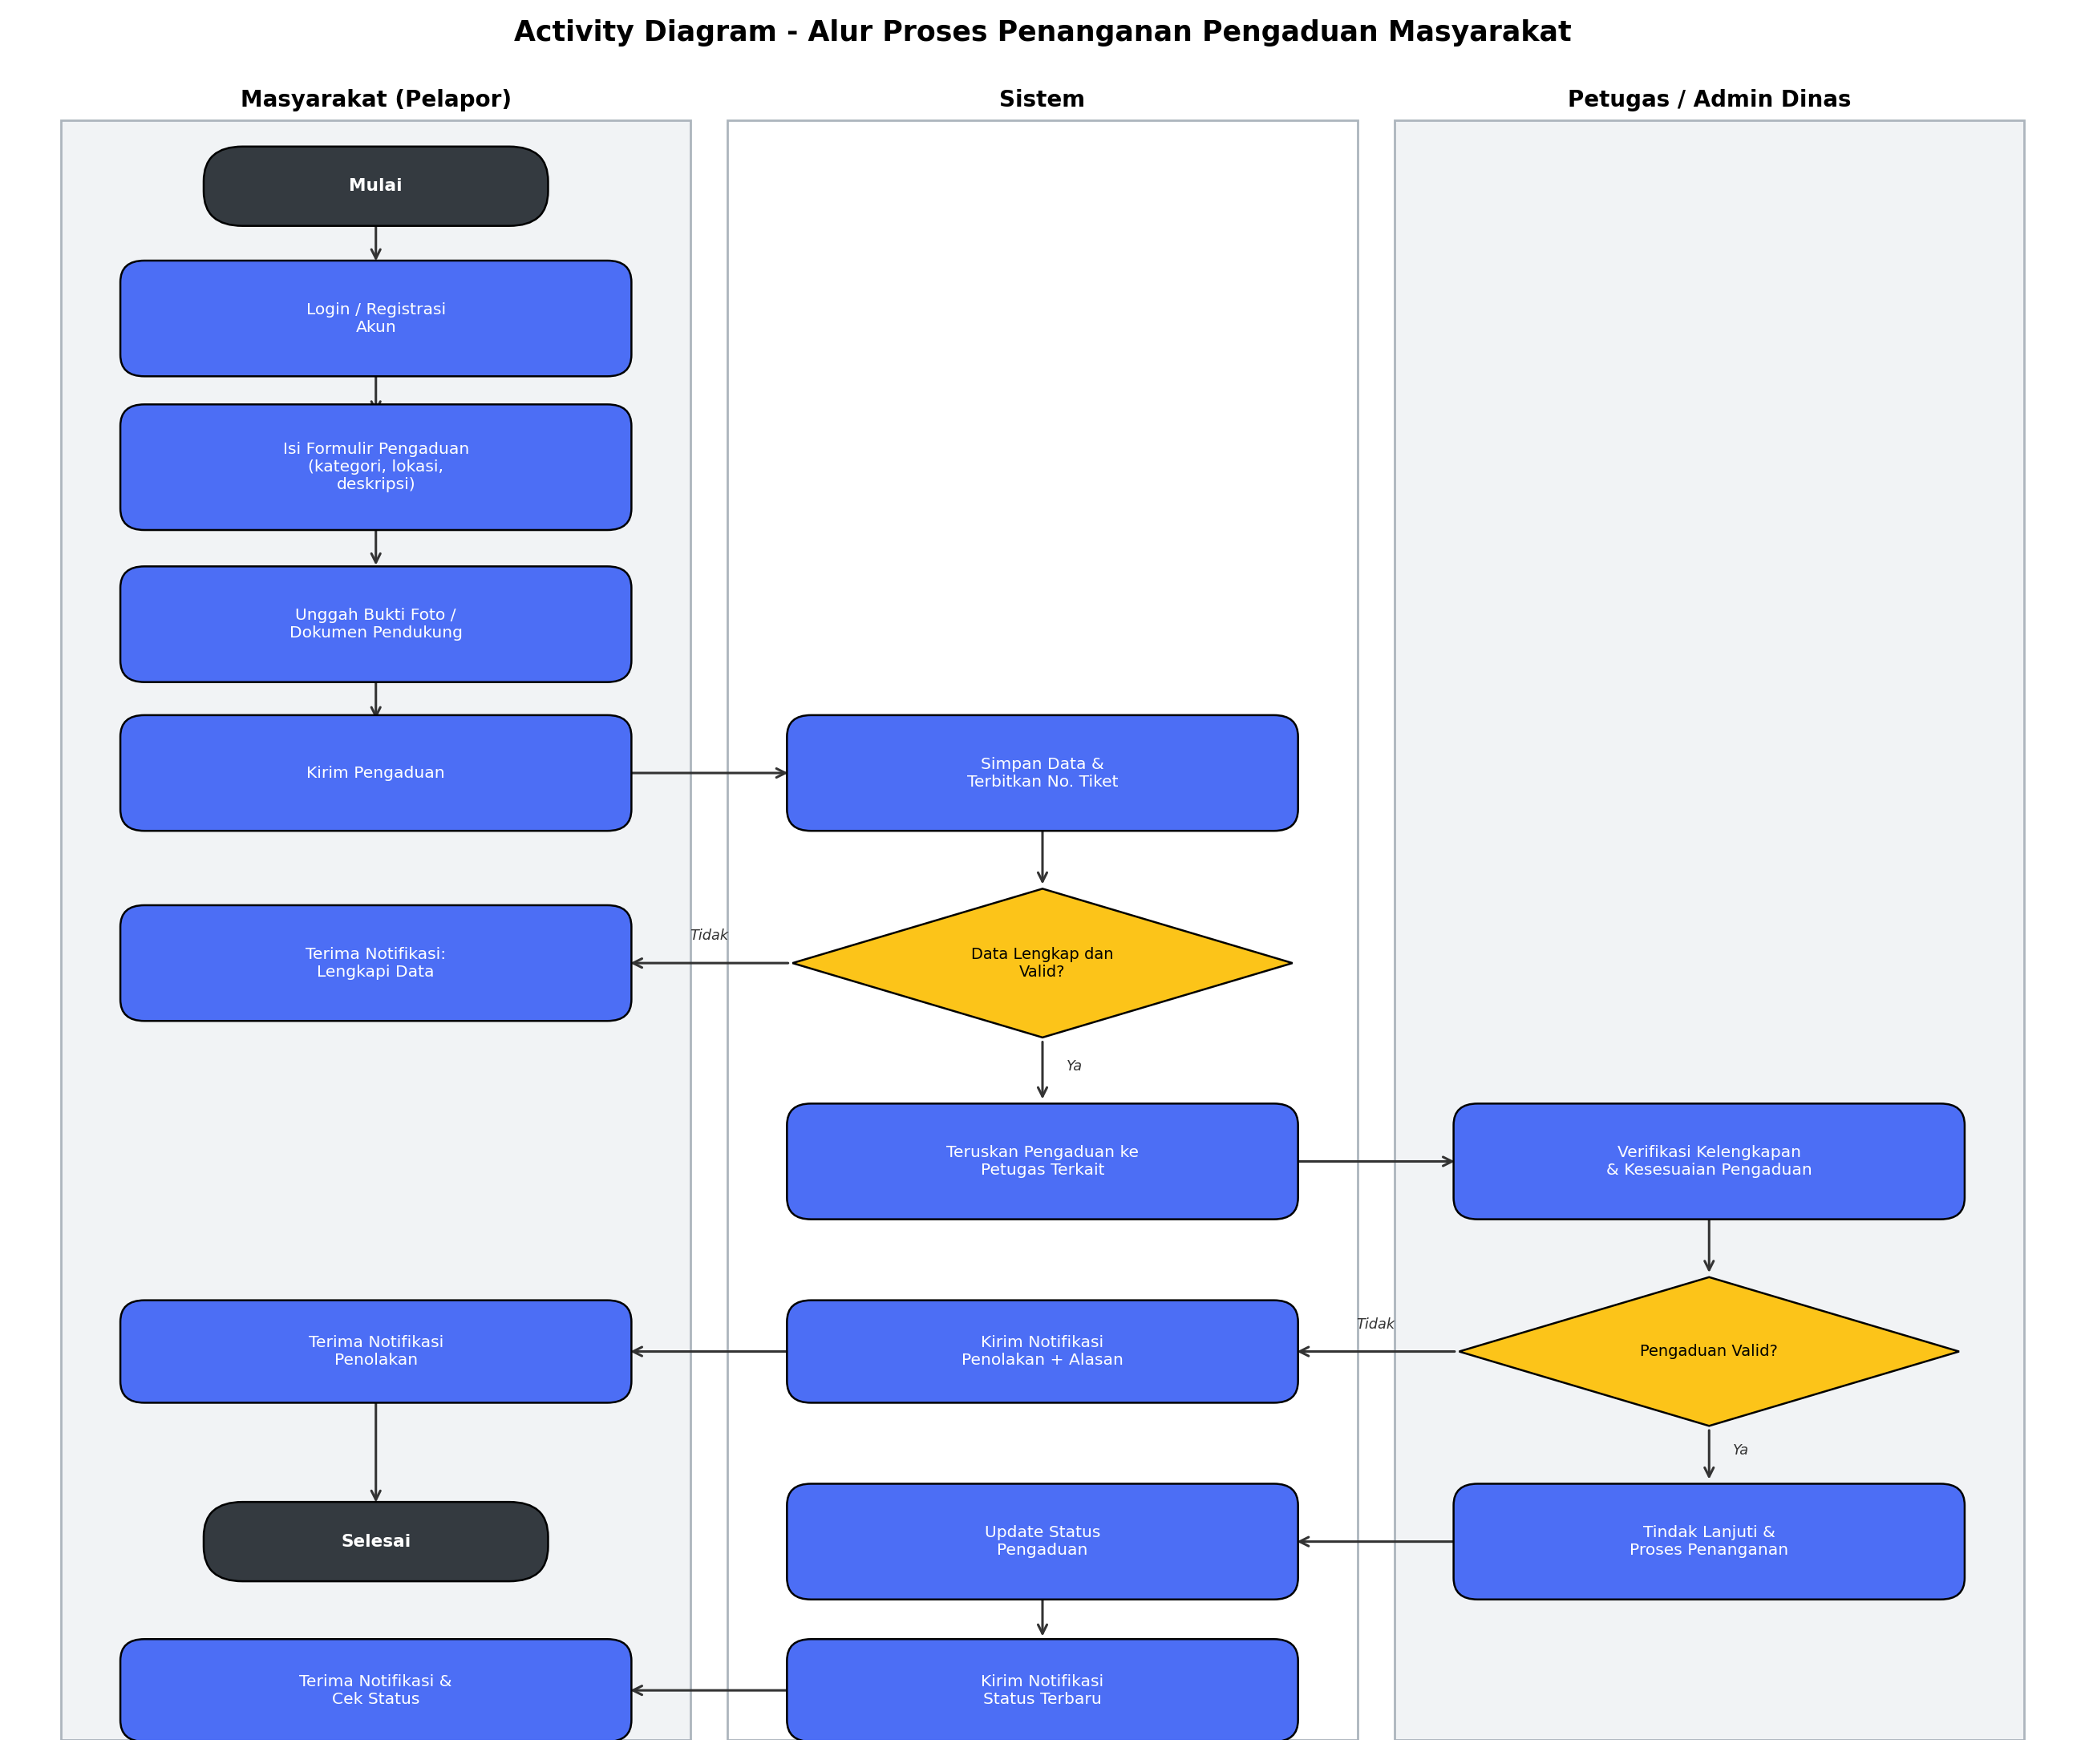 Activity Diagram - Alur Proses Penanganan Pengaduan Masyarakat
Masyarakat (Pelapor)
Sistem
Petugas / Admin Dinas
Mulai
Login / Registrasi
Akun
Isi Formulir Pengaduan
(kategori, lokasi,
deskripsi)
Unggah Bukti Foto /
Dokumen Pendukung
Kirim Pengaduan
Simpan Data &
Terbitkan No. Tiket
Terima Notifikasi:
Lengkapi Data
Tidak
Data Lengkap dan
Valid?
Ya
Teruskan Pengaduan ke
Petugas Terkait
Verifikasi Kelengkapan
& Kesesuaian Pengaduan
Terima Notifikasi
Penolakan
Kirim Notifikasi
Penolakan + Alasan
Tidak
Pengaduan Valid?
Ya
Selesai
Update Status
Pengaduan
Tindak Lanjuti &
Proses Penanganan
Terima Notifikasi &
Cek Status
Kirim Notifikasi
Status Terbaru